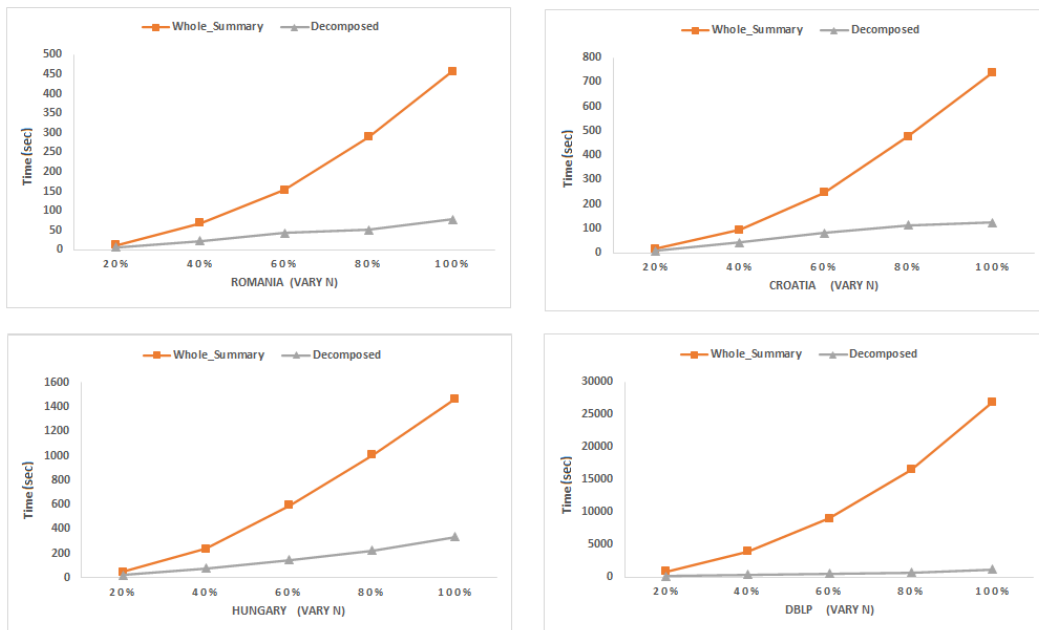 Whole_Summary Decomposed
500
450
400
350
300
250
200
150
100
50
0
Time (sec)
20% 40% 60% 80% 100%
ROMANIA (VARY N)
Whole_Summary Decomposed
800
700
600
500
400
300
200
100
0
Time (sec)
20% 40% 60% 80% 100%
CROATIA (VARY N)
Whole_Summary Decomposed
1600
1400
1200
1000
800
600
400
200
0
Time (sec)
20% 40% 60% 80% 100%
HUNGARY (VARY N)
Whole_Summary Decomposed
30000
25000
20000
15000
10000
5000
0
Time (sec)
20% 40% 60% 80% 100%
DBLP (VARY N)